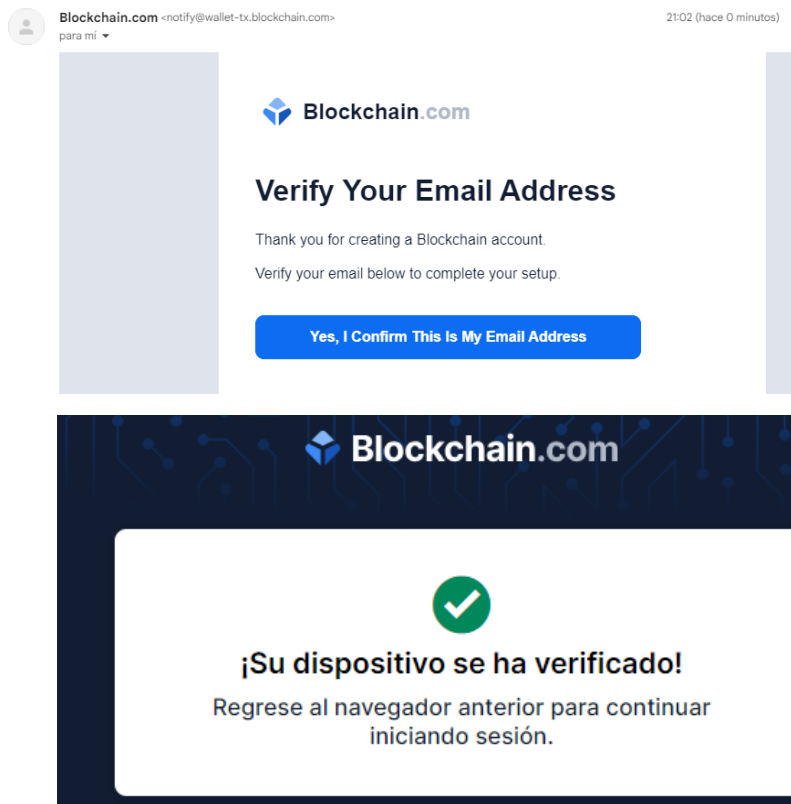 Blockchain.com <notify@wallet-tx.blockchain.com> 21:02 (hace 0 minutos)
para mí
Blockchain.com
Verify Your Email Address
Thank you for creating a Blockchain account.
Verify your email below to complete your setup.
Yes, I Confirm This Is My Email Address
Blockchain.com
¡Su dispositivo se ha verificado!
Regrese al navegador anterior para continuar
iniciando sesión.